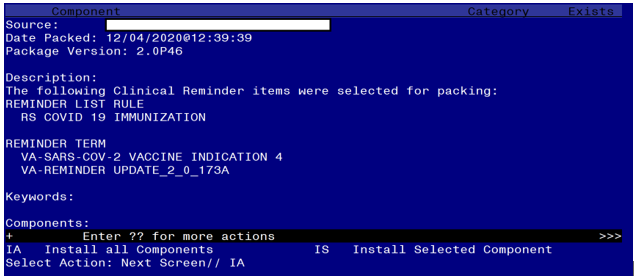 Component Category Exists
Source:
Date Packed: 12/04/2020@12:39:39
Package Version: 2.0P46
Description:
The following Clinical Reminder items were selected for packing:
REMINDER LIST RULE
RS COVID 19 IMMUNIZATION
REMINDER TERM
VA-SARS-COV-2 VACCINE INDICATION 4
VA-REMINDER UPDATE_2_0_173A
Keywords:
Components:
+ Enter ?? for more actions >>>
IA Install all Components IS Install Selected Component
Select Action: Next Screen// IA